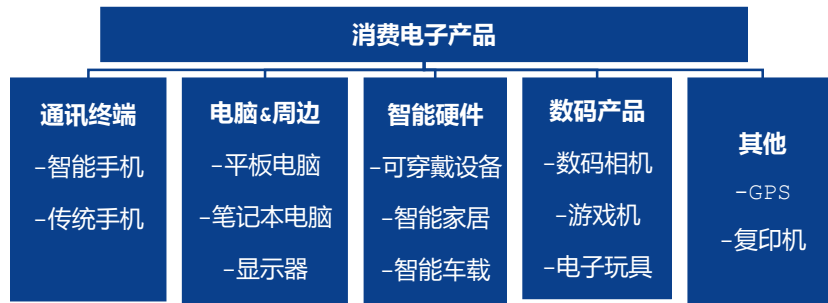 消费电子产品
通讯终端
-智能手机
-传统手机
电脑&周边
-平板电脑
-笔记本电脑
-显示器
智能硬件
-可穿戴设备
-智能家居
-智能车载
数码产品
-数码相机
-游戏机
-电子玩具
其他
-GPS
-复印机